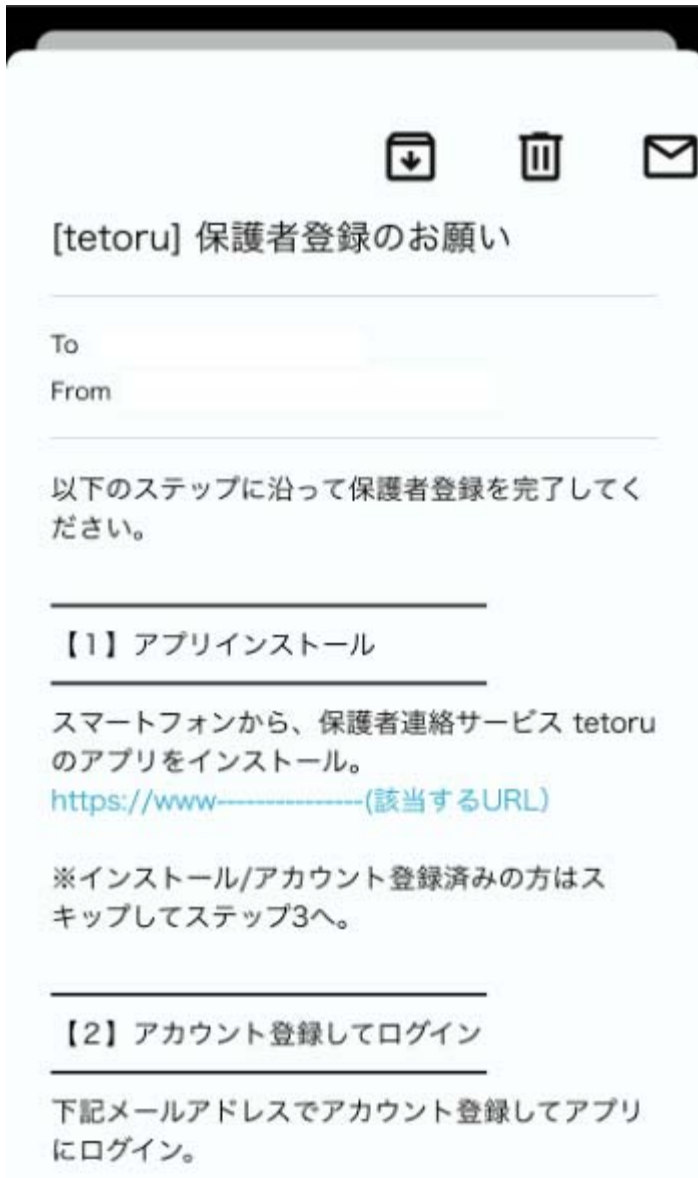 [tetoru] 保護者登録のお願い
To
From
以下のステップに沿って保護者登録を完了してく
ださい。
【1】アプリインストール
スマートフォンから、保護者連絡サービス tetoru
のアプリをインストール。
https://www---------------(該当するURL)
※インストール/アカウント登録済みの方はス
キップしてステップ3へ。
【2】アカウント登録してログイン
下記メールアドレスでアカウント登録してアプリ
にログイン。